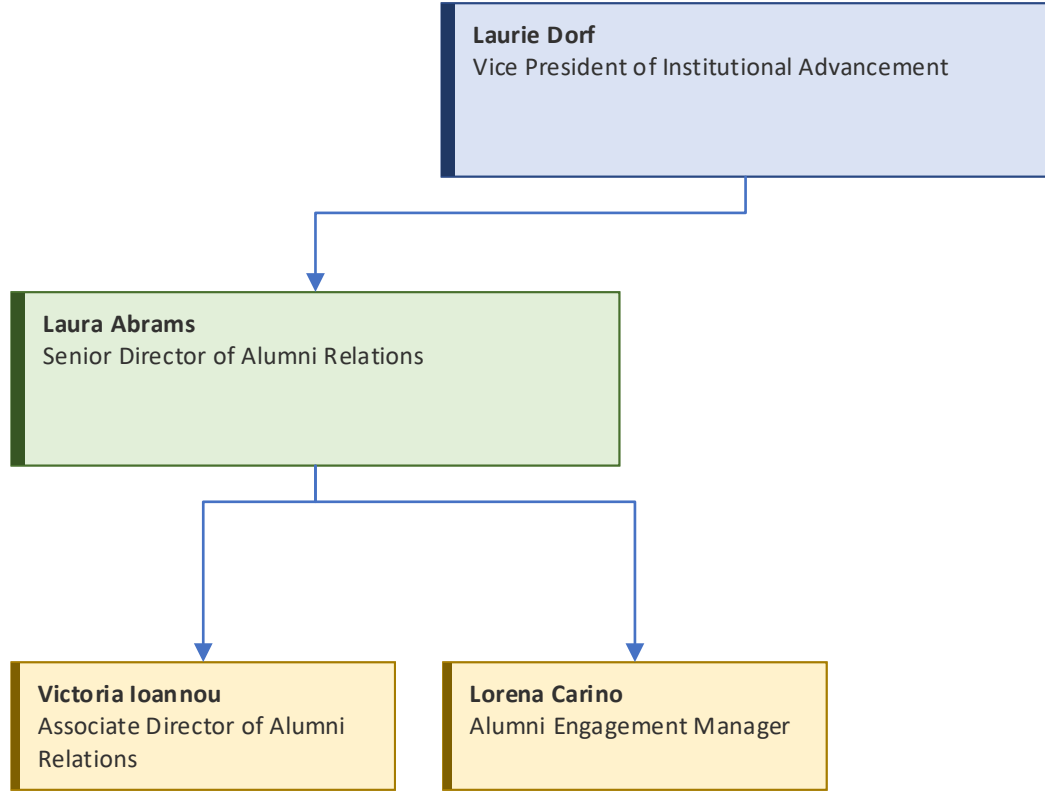 Laurie Dorf
Vice President of Institutional Advancement
Laura Abrams
Senior Director of Alumni Relations
Victoria Ioannou
Associate Director of Alumni
Relations
Lorena Carino
Alumni Engagement Manager